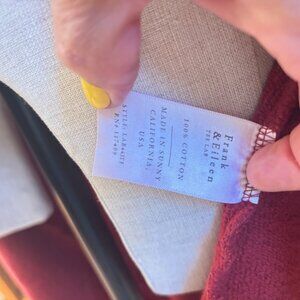 Frank
& Eileen
TEE LAB
100% COTTON
MADE IN SUNNY
CALIFORNIA,
USA